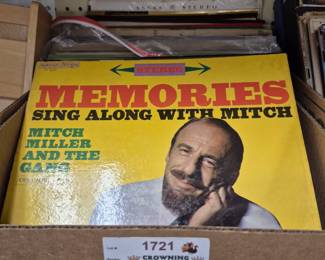 STEREO
MEMORIES
SING ALONG WITH MITCH
MITCH
MILLER
AND THE
GANG
1721
CROWNING